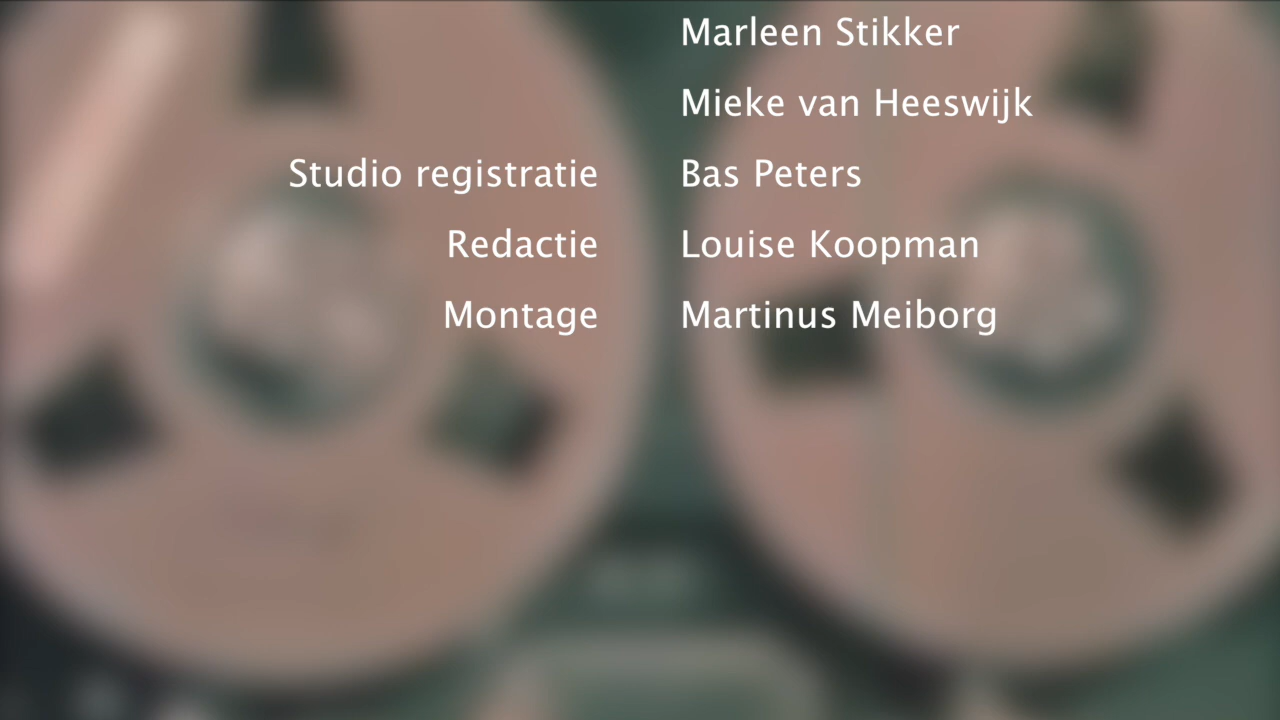 Marleen Stikker
Mieke van Heeswijk
Studio registratie Bas Peters
Redactie Louise Koopman
Montage Martinus Meiborg